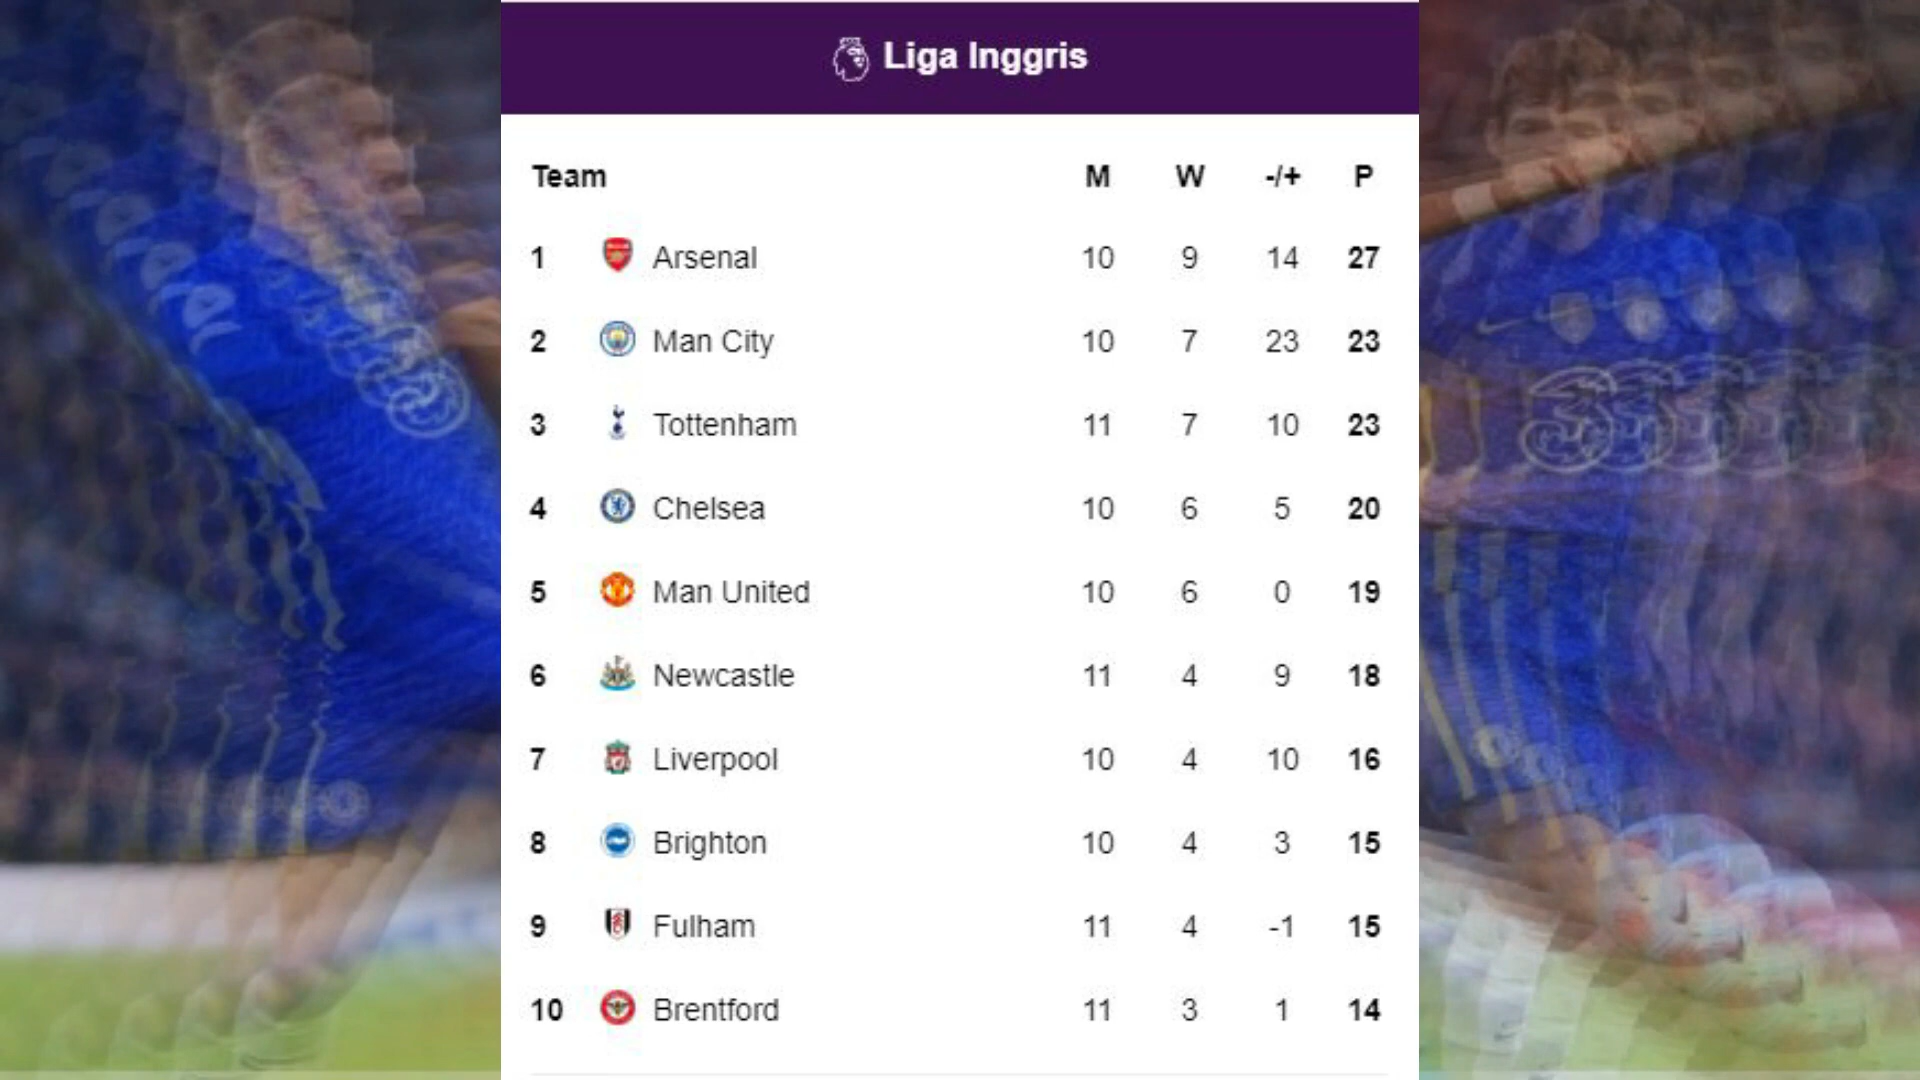 Liga Inggris
Team M W -/+ P
1 Arsenal 10 9 14 27
2 Man City 10 7 23 23
3 Tottenham 11 7 10 23
4 Chelsea 10 6 5 20
5 Man United 10 6 0 19
6 Newcastle 11 4 9 18
7 Liverpool 10 4 10 16
8 Brighton 10 4 3 15
9 Fulham 11 4 -1 15
10 Brentford 11 3 1 14
3
3